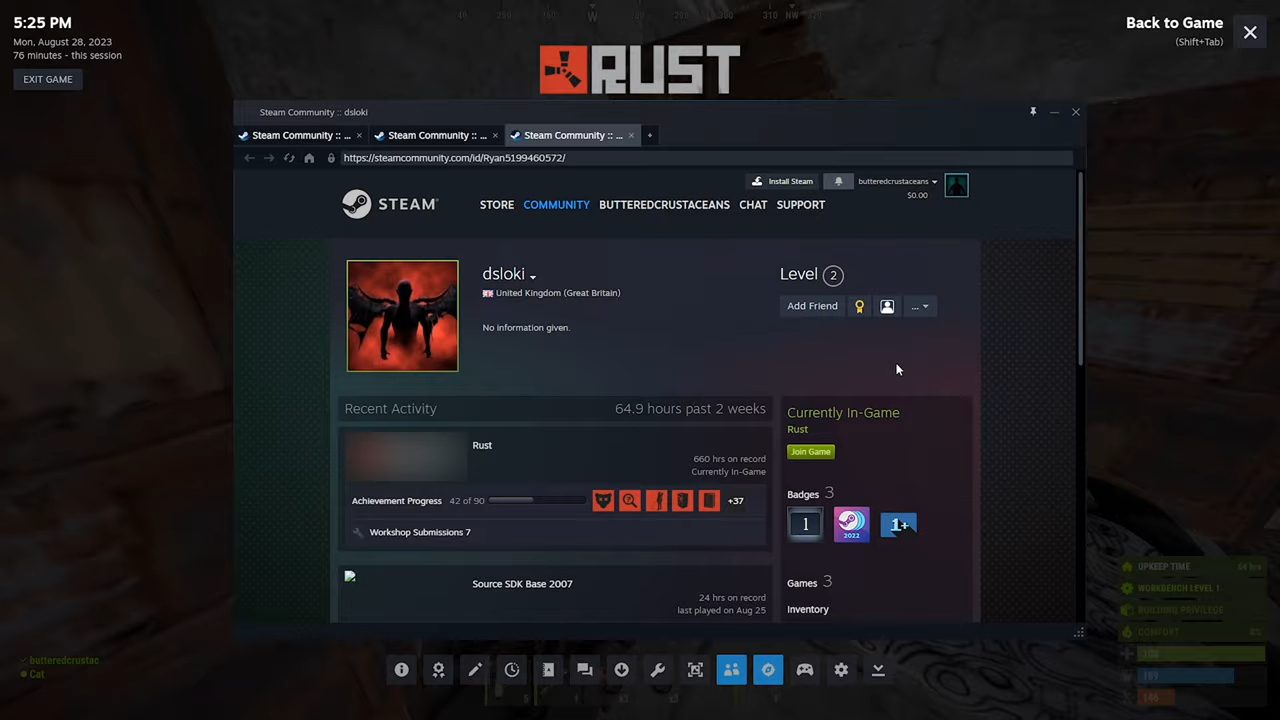 5:25 PM
Mon, August 28, 2023
76 minutes - this session
EXIT GAME
W
NW
RUST
Back to Game
(Shift+Tab)
Steam Community :: dsloki
Steam Community :: ...
Steam Community :: ...
Steam Community :: ...
https://steamcommunity.com/id/Ryan5199460572/
Install Steam
butteredcrustaceans
$0.00
STEAM
STORE COMMUNITY BUTTEREDCRUSTACEANS CHAT SUPPORT
dsloki
United Kingdom (Great Britain)
No information given.
Level 2
Add Friend
...
Recent Activity 64.9 hours past 2 weeks
Rust
660 hrs on record
Currently In-Game
Achievement Progress 42 of 90
+37
Workshop Submissions 7
Source SDK Base 2007
24 hrs on record
last played on Aug 25
Currently In-Game
Rust
Join Game
Badges 3
1
2022
1+
Games 3
Inventory
UPKEEP TIME
WORKBENCH LEVEL 1
BUILDING PRIVILEGE
COMFORT
butteredcrustac
Cat